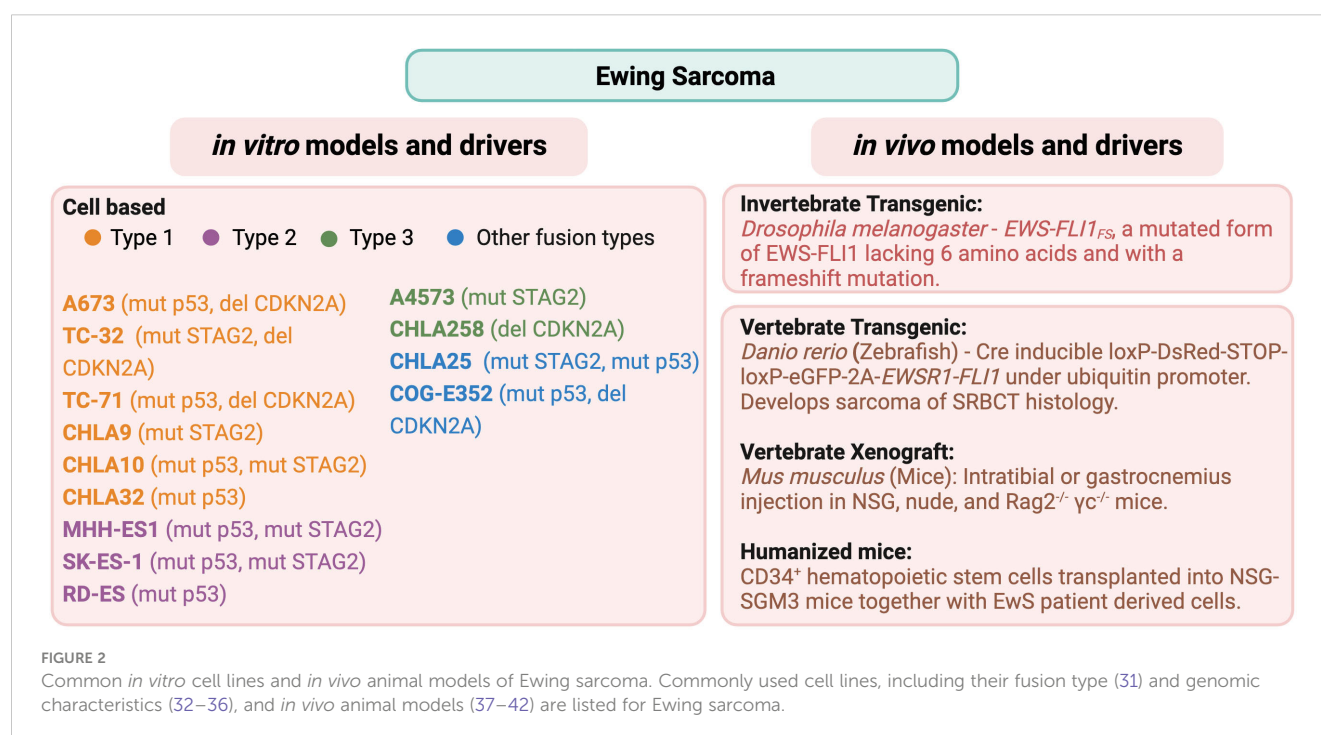 Ewing Sarcoma
in vitro models and drivers
Cell based
Type 1 Type 2 Type 3 Other fusion types
A673 (mut p53, del CDKN2A)
TC-32 (mut STAG2, del
CDKN2A)
TC-71 (mut p53, del CDKN2A)
CHLA9 (mut STAG2)
CHLA10 (mut p53, mut STAG2)
CHLA32 (mut p53)
MHH-ES1 (mut p53, mut STAG2)
SK-ES-1 (mut p53, mut STAG2)
RD-ES (mut p53)
A4573 (mut STAG2)
CHLA258 (del CDKN2A)
CHLA25 (mut STAG2, mut p53)
COG-E352 (mut p53, del
CDKN2A)
in vivo models and drivers
Invertebrate Transgenic:
Drosophila melanogaster - EWS-FLI1FS, a mutated form
of EWS-FLI1 lacking 6 amino acids and with a
frameshift mutation.
Vertebrate Transgenic:
Danio rerio (Zebrafish) - Cre inducible loxP-DsRed-STOP-
loxP-eGFP-2A-EWSR1-FLI1 under ubiquitin promoter.
Develops sarcoma of SRBCT histology.
Vertebrate Xenograft:
Mus musculus (Mice): Intratibial or gastrocnemius
injection in NSG, nude, and Rag2-/- γc-/- mice.
Humanized mice:
CD34+ hematopoietic stem cells transplanted into NSG-
SGM3 mice together with EwS patient derived cells.
FIGURE 2
Common in vitro cell lines and in vivo animal models of Ewing sarcoma. Commonly used cell lines, including their fusion type (31) and genomic
characteristics (32–36), and in vivo animal models (37–42) are listed for Ewing sarcoma.